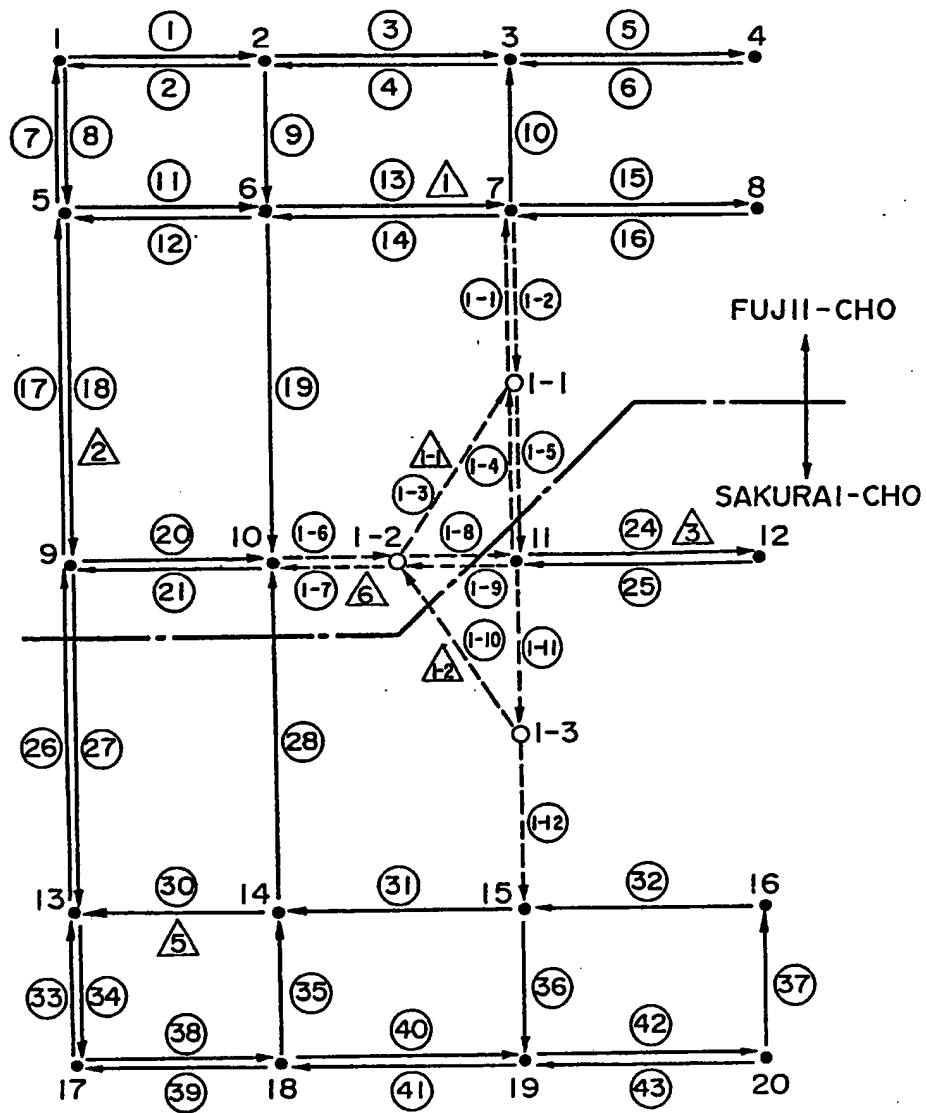 1 ① 2 ③ 3 ⑤ 4
② ④ ⑥
⑦ ⑧ ⑨ ⑩
5 ⑪ 6 ⑬ 1 7 ⑮ 8
⑫ ⑭ ⑯
1-1 1-2
FUJII-CHO
⑰ ⑱ ⑲ 1-1
2 1-1 1-4 1-5
1-3
SAKURAI-CHO
9 ⑳ 10 1-6 1-2 1-8 11 24 3 12
21 1-7 6 1-9 25
1-10 1-11
1-2
26 27 28 1-3
1-12
13 30 14 31 15 32 16
5
33 34 35 36 37
38 40 42
17 39 18 41 19 43 20